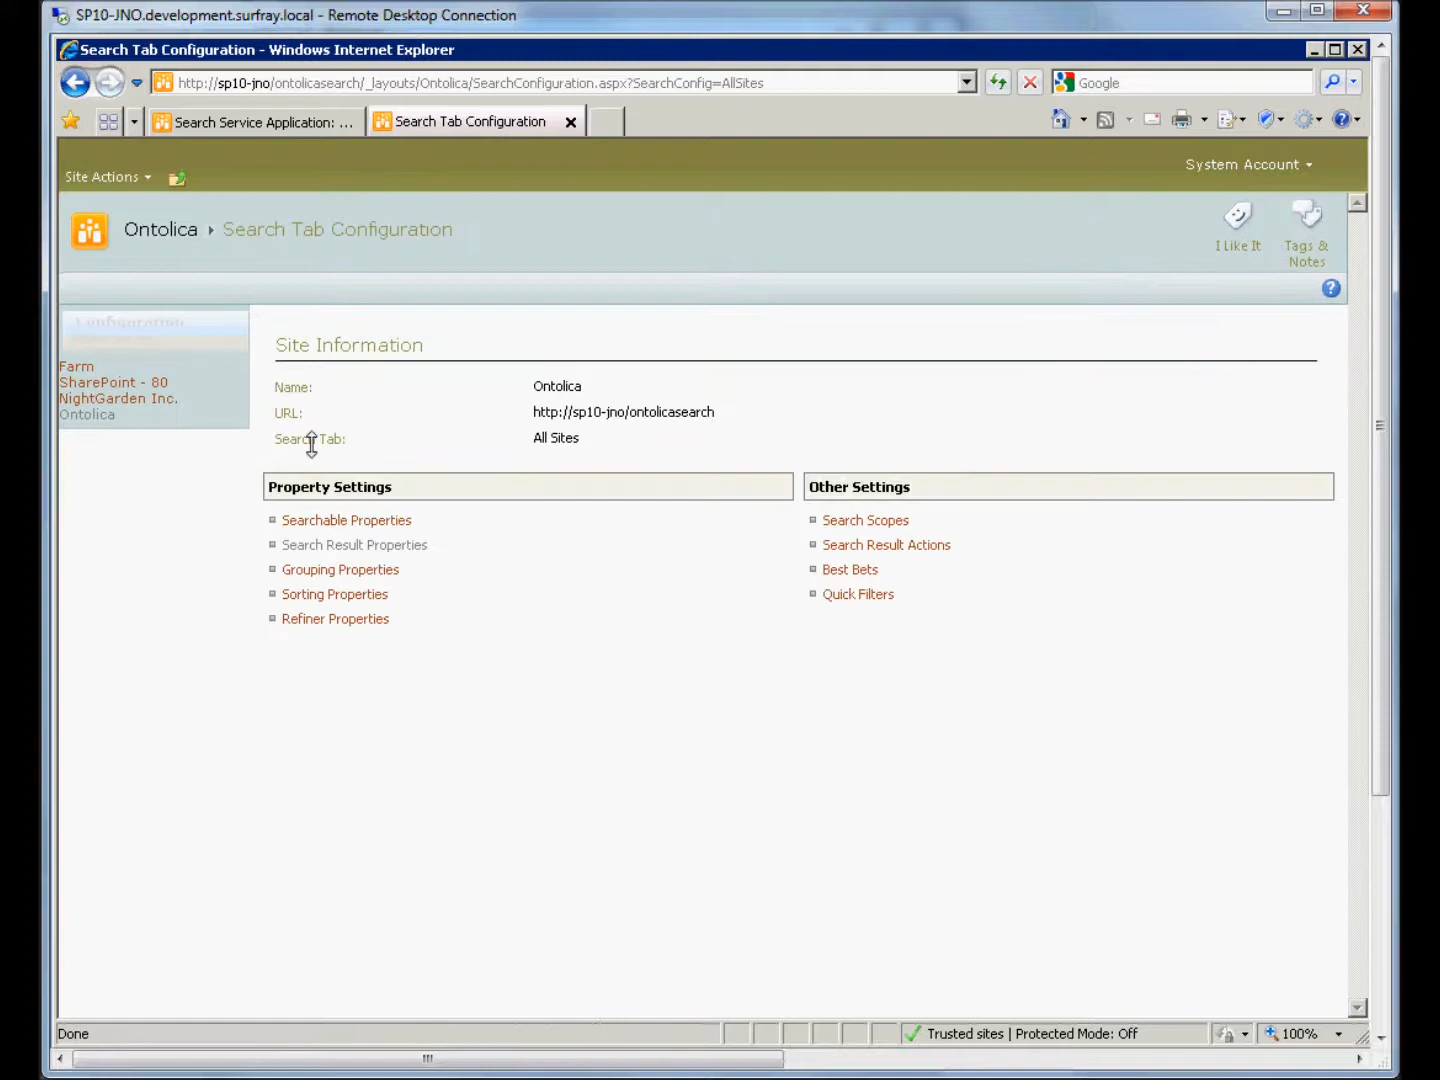 SP10-JNO.development.surfray.local - Remote Desktop Connection
Search Tab Configuration - Windows Internet Explorer
http://sp10-jno/ontolicasearch/_layouts/Ontolica/SearchConfiguration.aspx?SearchConfig=AllSites
Google
Search Service Application: ...
Search Tab Configuration
Site Actions
System Account
Ontolica
Search Tab Configuration
I Like It
Tags & Notes
Configuration
Farm
SharePoint - 80
NightGarden Inc.
Ontolica
Site Information
Name: Ontolica
URL: http://sp10-jno/ontolicasearch
Search Tab: All Sites
Property Settings
Searchable Properties
Search Result Properties
Grouping Properties
Sorting Properties
Refiner Properties
Other Settings
Search Scopes
Search Result Actions
Best Bets
Quick Filters
Done
Trusted sites | Protected Mode: Off
100%